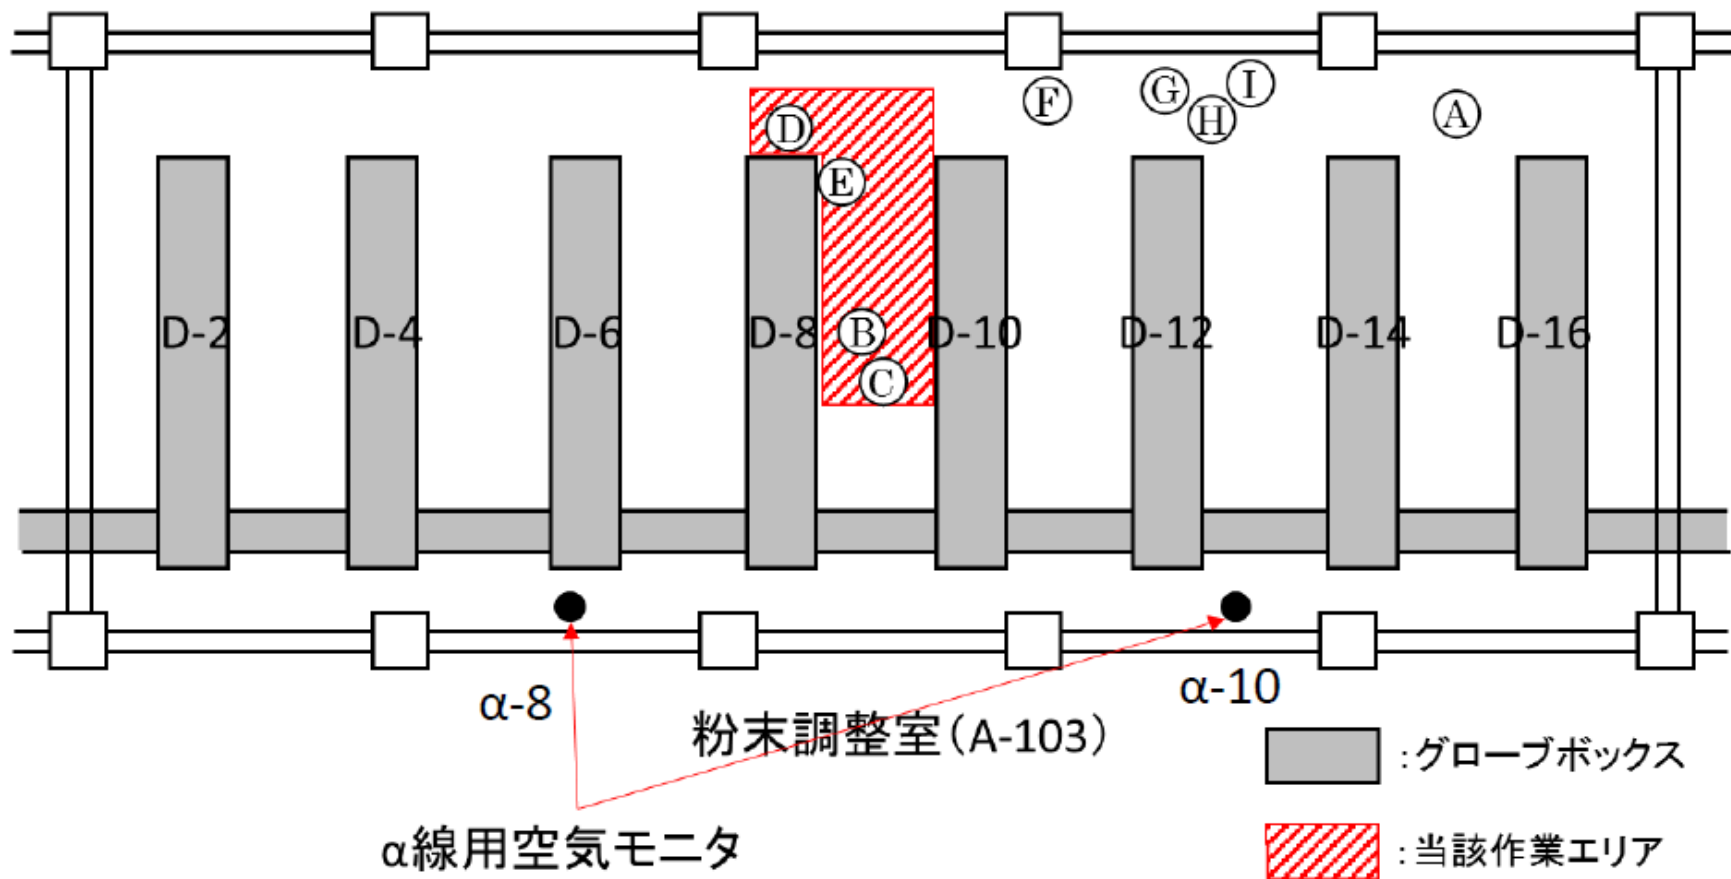 F
G
H
I
A
D
E
D-2
D-4
D-6
D-8
B
C
D-10
D-12
D-14
D-16
α-8
α-10
粉末調整室(A-103)
:グローブボックス
α線用空気モニタ
:当該作業エリア